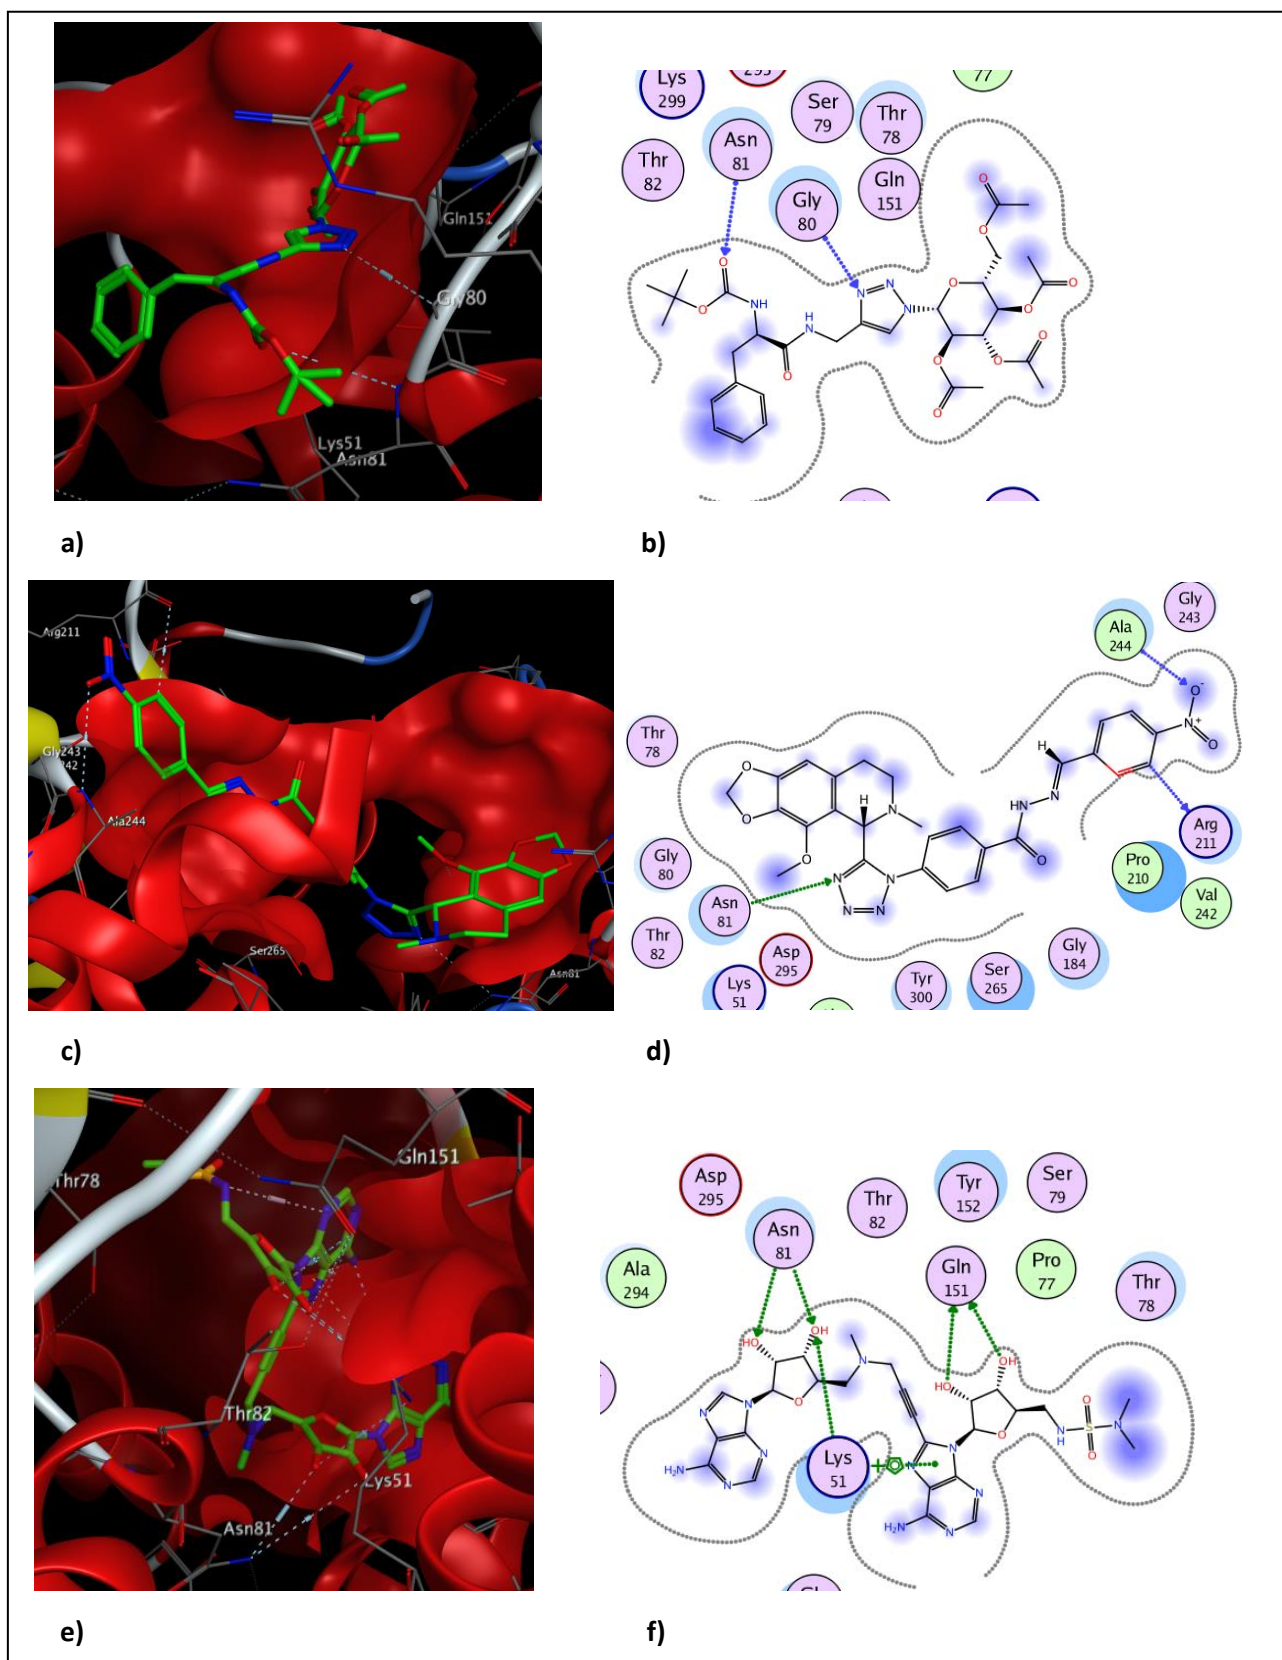 Gln151
Gly80
Lys51
Asn81
a)
Lys
299
Asn
81
Ser
79
Thr
78
77
Thr
82
Gly
80
Gln
151
O
O
NH
H
N
O
N
N
N
O
O
O
O
O
O
O
O
O
O
b)
Arg211
Gly243
242
Ala244
Ser265
Asn81
c)
Gly
243
Ala
244
Thr
78
O
O
H
N
O
N
N
N
N
H
HN
N
O
O-
N+
O
Arg
211
Pro
210
Val
242
Gly
80
Asn
81
Thr
82
Asp
295
Lys
51
Tyr
300
Ser
265
Gly
184
d)
Thr78
Gln151
Thr82
Lys51
Asn81
e)
Asp
295
Asn
81
Thr
82
Tyr
152
Ser
79
Ala
294
Gln
151
Pro
77
Thr
78
HO
OH
N
O
N
N
N
N
H2N
Lys
51
HO
OH
O
N
H
O
S
O
N
N
N
N
N
H2N
f)